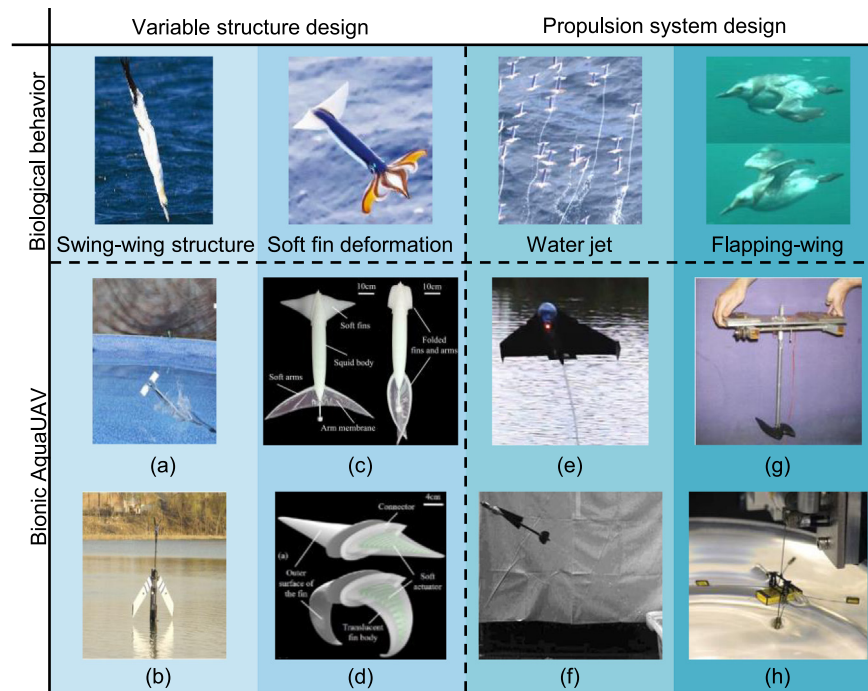 Variable structure design
Propulsion system design
Biological behavior
Swing-wing structure
Soft fin deformation
Water jet
Flapping-wing
Bionic AquaUAV
10cm
10cm
Soft fins
Squid body
Folded
fins and arms
Soft arms
Arm membrane
(a)
(c)
(e)
(g)
4cm
Connector
(a)
Outer
surface of
the fin
Soft
actuator
Translucent
fin body
(b)
(d)
(f)
(h)